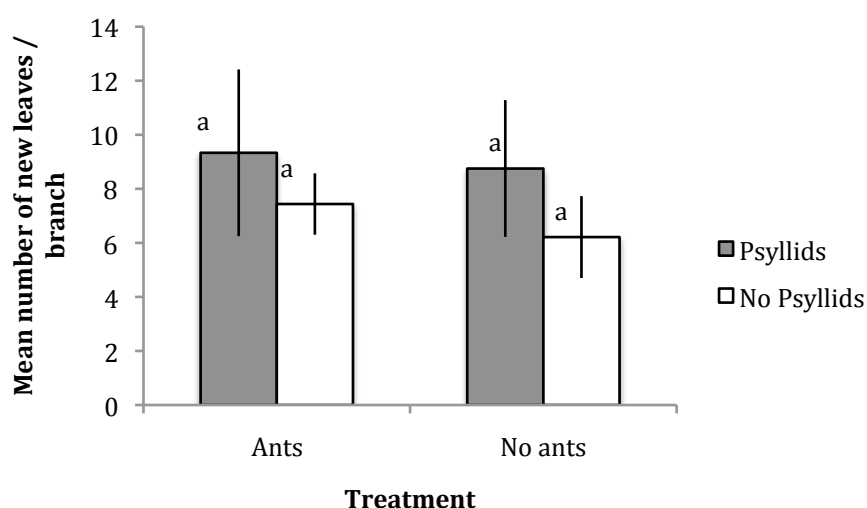 Mean number of new leaves /
branch
14
12
10
8
6
4
2
0
a
a
a
a
Ants
No ants
Treatment
Psyllids
No Psyllids